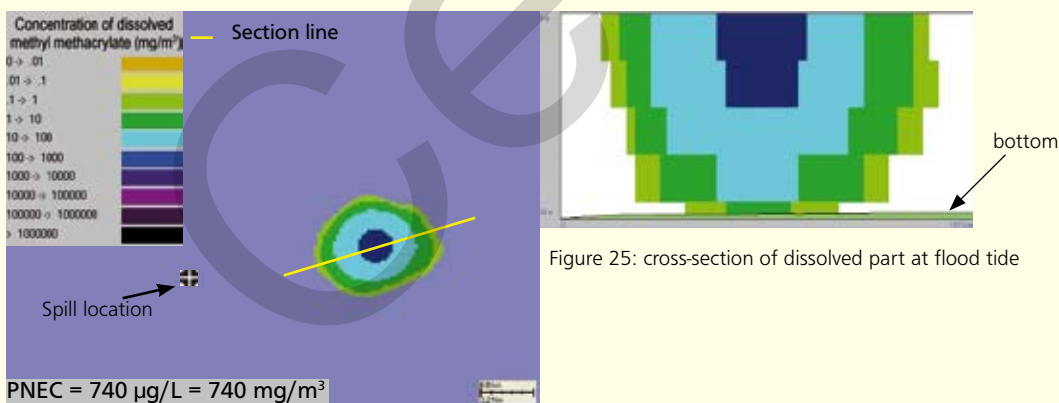 Concentration of dissolved
methyl methacrylate (mg/m³)
0 -> .01
.01 -> .1
.1 -> 1
1 -> 10
10 -> 100
100 -> 1000
1000 -> 10000
10000 -> 100000
100000 -> 1000000
> 1000000
Section line
Spill location
PNEC = 740 µg/L = 740 mg/m³
bottom
Figure 25: cross-section of dissolved part at flood tide